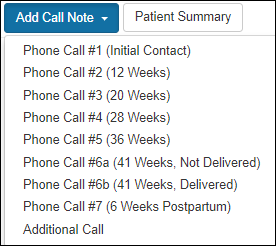 Add Call Note Patient Summary
Phone Call #1 (Initial Contact)
Phone Call #2 (12 Weeks)
Phone Call #3 (20 Weeks)
Phone Call #4 (28 Weeks)
Phone Call #5 (36 Weeks)
Phone Call #6a (41 Weeks, Not Delivered)
Phone Call #6b (41 Weeks, Delivered)
Phone Call #7 (6 Weeks Postpartum)
Additional Call